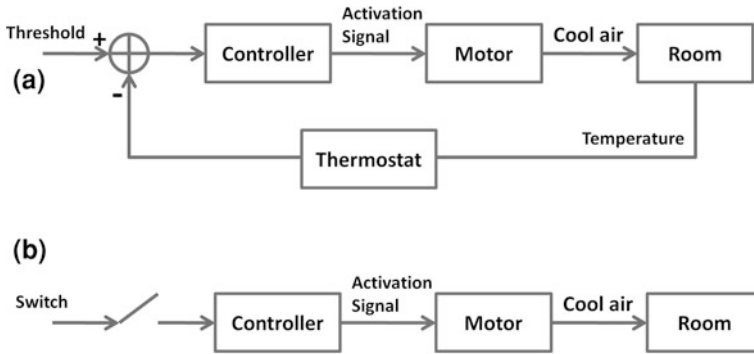 Threshold
+
-
(a)
Controller
Activation
Signal
Motor
Cool air
Room
Thermostat
Temperature
(b)
Switch
Controller
Activation
Signal
Motor
Cool air
Room